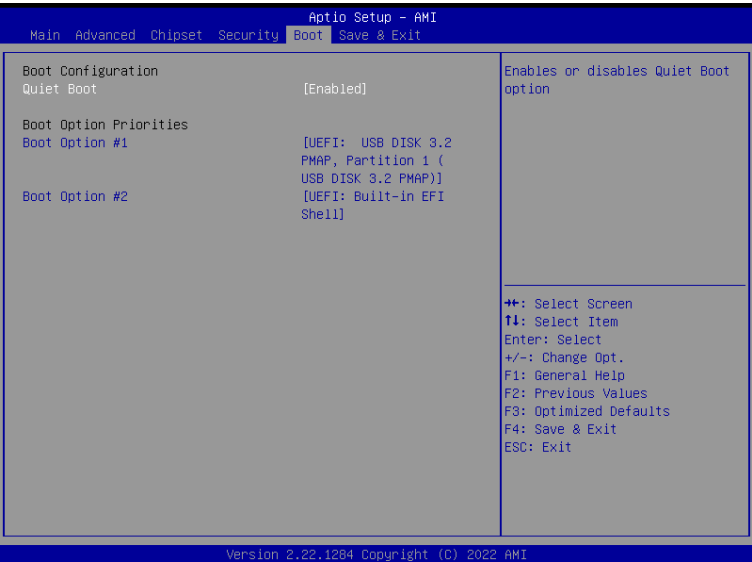 Aptio Setup – AMI
Main Advanced Chipset Security Boot Save & Exit
Boot Configuration
Quiet Boot [Enabled]
Boot Option Priorities
Boot Option #1 [UEFI: USB DISK 3.2
PMAP, Partition 1 (
USB DISK 3.2 PMAP)]
Boot Option #2 [UEFI: Built-in EFI
Shell]
Enables or disables Quiet Boot
option
→←: Select Screen
↑↓: Select Item
Enter: Select
+/-: Change Opt.
F1: General Help
F2: Previous Values
F3: Optimized Defaults
F4: Save & Exit
ESC: Exit
Version 2.22.1284 Copyright (C) 2022 AMI